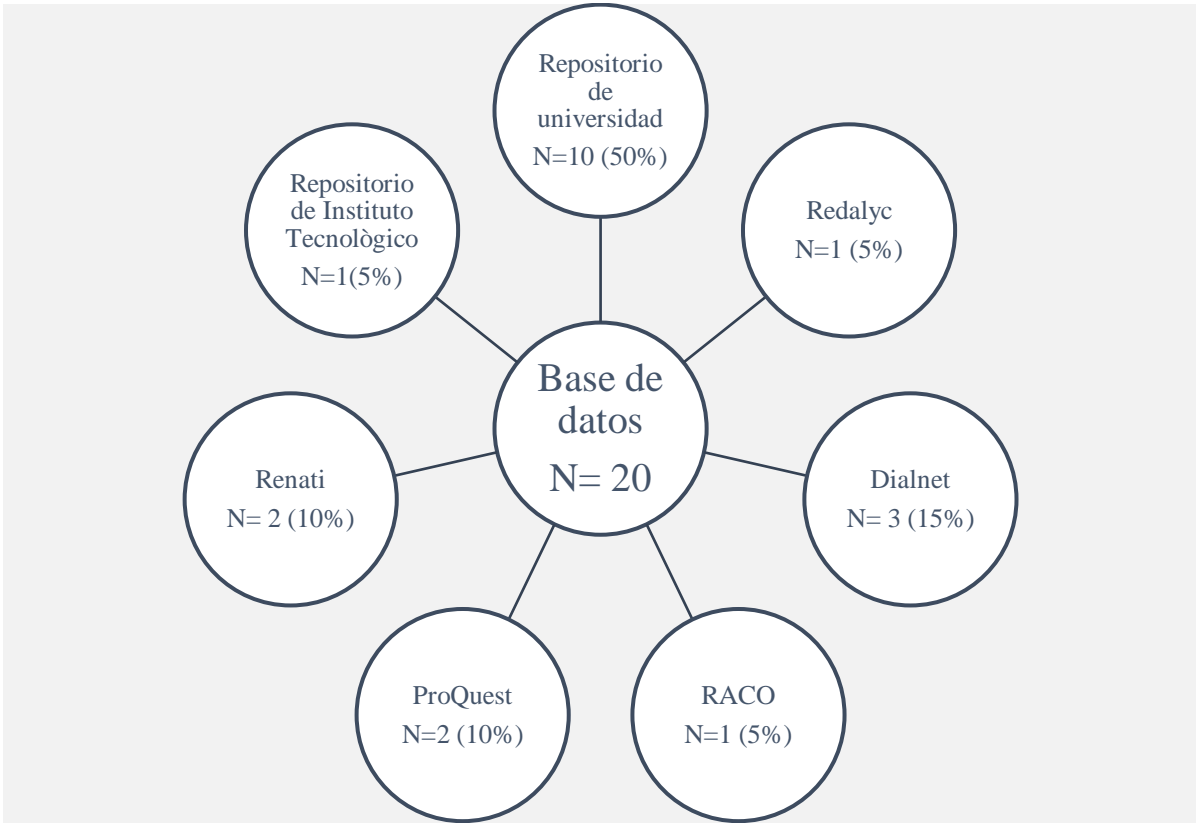 Repositorio
de
universidad
N=10 (50%)
Repositorio
de Instituto
Tecnològico
N=1(5%)
Redalyc
N=1 (5%)
Base de
datos
N= 20
Renati
N= 2 (10%)
Dialnet
N= 3 (15%)
ProQuest
N=2 (10%)
RACO
N=1 (5%)